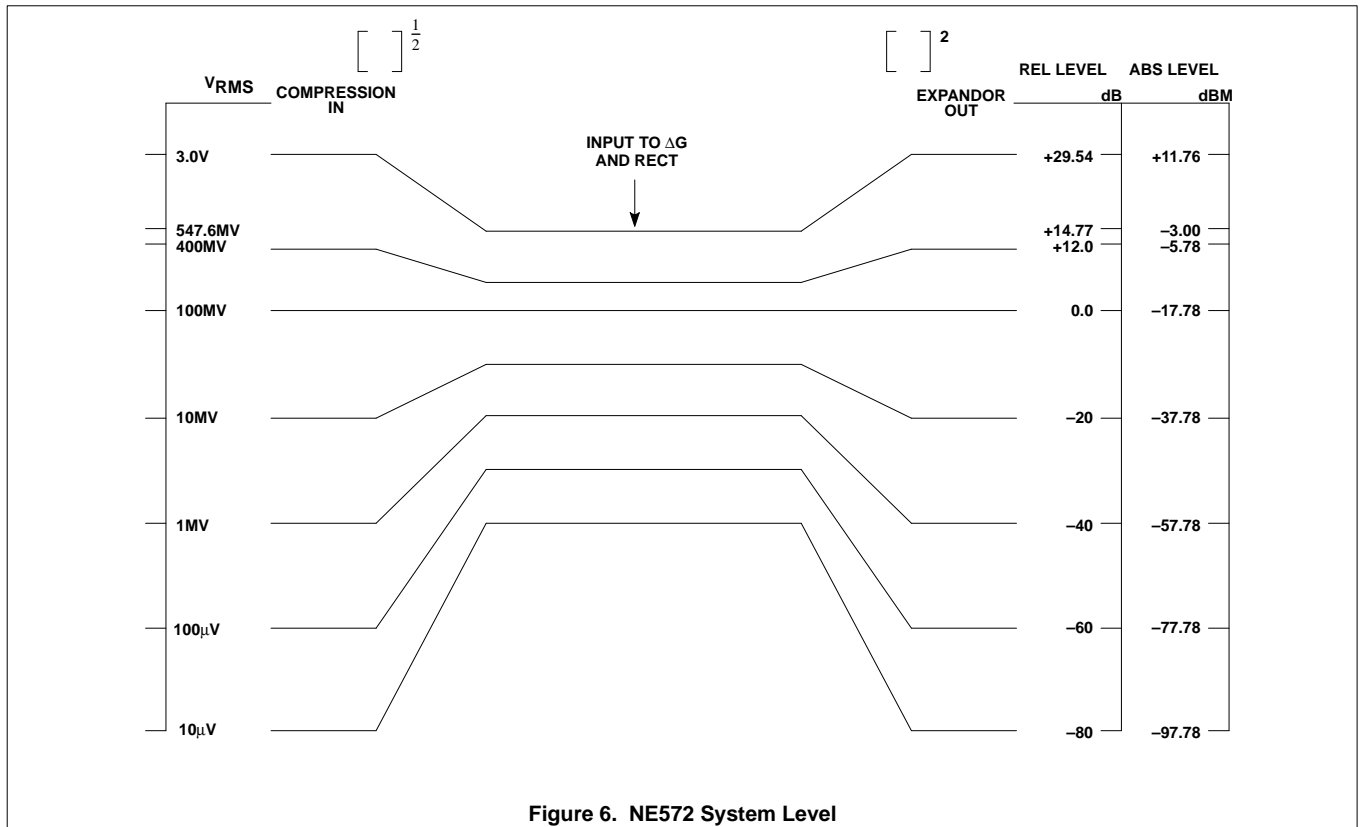 [ ] 1/2
[ ] 2
REL LEVEL ABS LEVEL
VRMS COMPRESSION IN
EXPANDOR OUT
dB dBM
INPUT TO ΔG
AND RECT
3.0V +29.54 +11.76
547.6MV +14.77 –3.00
400MV +12.0 –5.78
100MV 0.0 –17.78
10MV –20 –37.78
1MV –40 –57.78
100μV –60 –77.78
10μV –80 –97.78
Figure 6. NE572 System Level